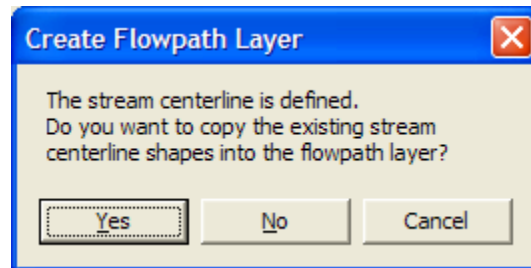 Create Flowpath Layer
The stream centerline is defined.
Do you want to copy the existing stream
centerline shapes into the flowpath layer?
Yes No Cancel